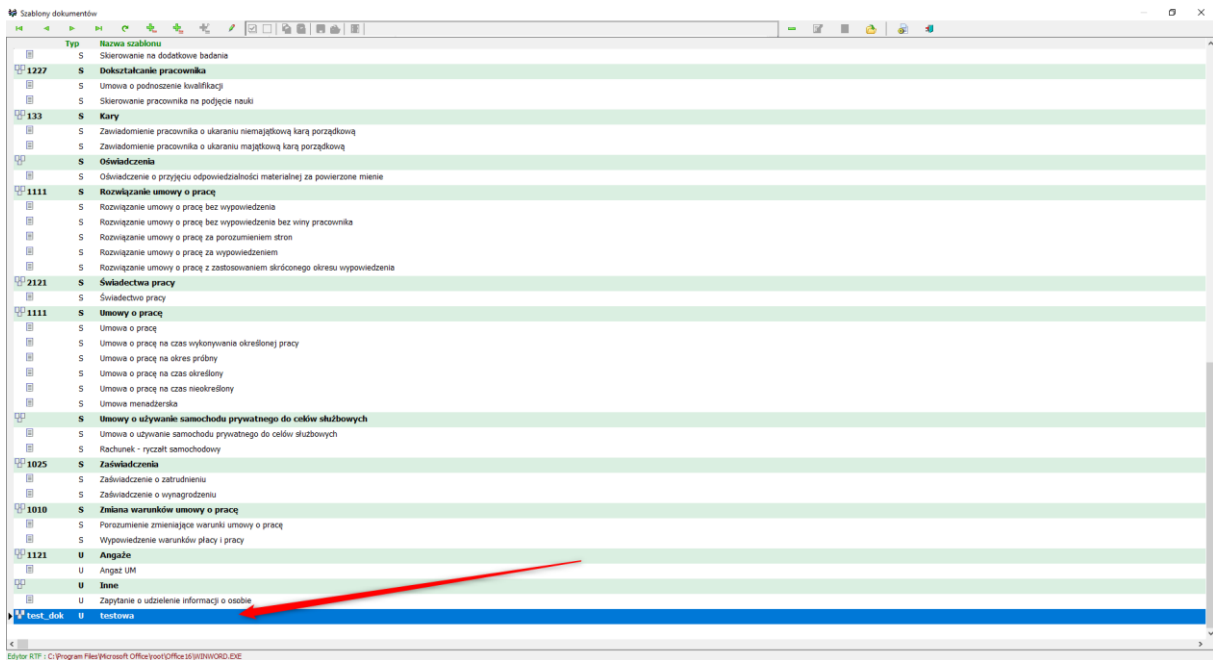 Szablony dokumentów
Typ Nazwa szablonu
S Skierowanie na dodatkowe badania
1227 S Dokształcanie pracownika
S Umowa o podnoszenie kwalifikacji
S Skierowanie pracownika na podjęcie nauki
133 S Kary
S Zawiadomienie pracownika o ukaraniu niemajątkową karą porządkową
S Zawiadomienie pracownika o ukaraniu majątkową karą porządkową
S Oświadczenia
S Oświadczenie o przyjęciu odpowiedzialności materialnej za powierzone mienie
1111 S Rozwiązanie umowy o pracę
S Rozwiązanie umowy o pracę bez wypowiedzenia
S Rozwiązanie umowy o pracę bez wypowiedzenia bez winy pracownika
S Rozwiązanie umowy o pracę za porozumieniem stron
S Rozwiązanie umowy o pracę za wypowiedzeniem
S Rozwiązanie umowy o pracę z zastosowaniem skróconego okresu wypowiedzenia
2121 S Świadectwa pracy
S Świadectwo pracy
1111 S Umowy o pracę
S Umowa o pracę
S Umowa o pracę na czas wykonywania określonej pracy
S Umowa o pracę na okres próbny
S Umowa o pracę na czas określony
S Umowa o pracę na czas nieokreślony
S Umowa menadżerska
S Umowy o używanie samochodu prywatnego do celów służbowych
S Umowa o używanie samochodu prywatnego do celów służbowych
S Rachunek - ryczałt samochodowy
1025 S Zaświadczenia
S Zaświadczenie o zatrudnieniu
S Zaświadczenie o wynagrodzeniu
1010 S Zmiana warunków umowy o pracę
S Porozumienie zmieniające warunki umowy o pracę
S Wypowiedzenie warunków płacy i pracy
1121 U Angaże
U Angaż UM
U Inne
U Zapytanie o udzielenie informacji o osobie
test_dok U testowa
Edytor RTF : C:\Program Files\Microsoft Office\root\Office16\WINWORD.EXE